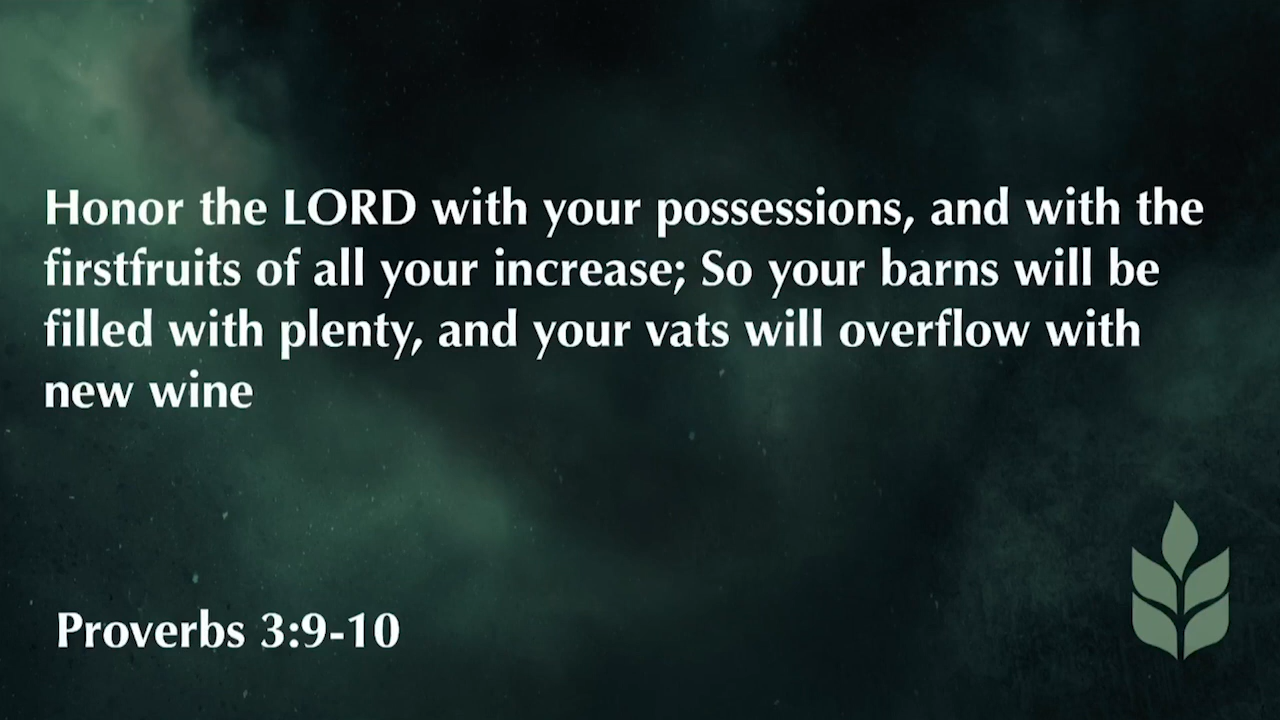 Honor the LORD with your possessions, and with the
firstfruits of all your increase; So your barns will be
filled with plenty, and your vats will overflow with
new wine
Proverbs 3:9-10